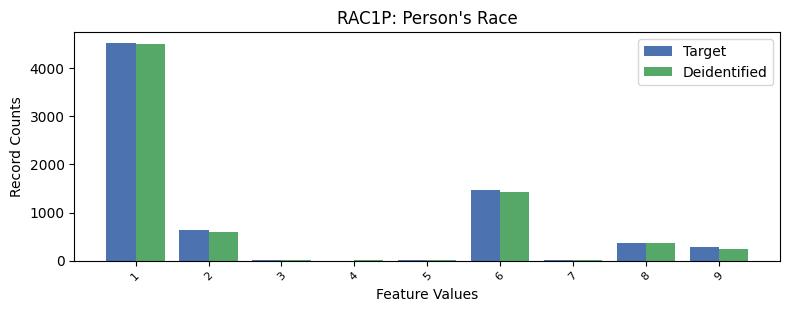 RAC1P: Person's Race
Target
Deidentified
Record Counts
4000
3000
2000
1000
0
1 2 3 4 5 6 7 8 9
Feature Values